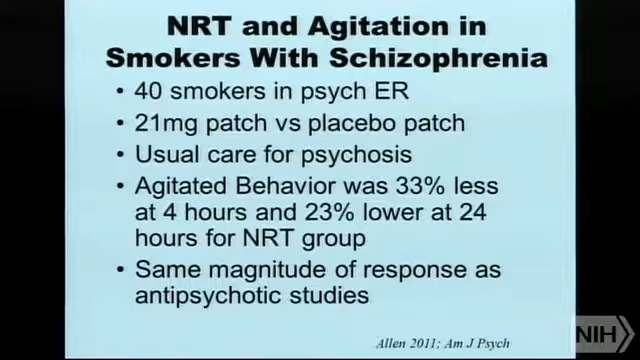 NRT and Agitation in
Smokers With Schizophrenia
• 40 smokers in psych ER
• 21mg patch vs placebo patch
• Usual care for psychosis
• Agitated Behavior was 33% less
at 4 hours and 23% lower at 24
hours for NRT group
• Same magnitude of response as
antipsychotic studies
Allen 2011; Am J Psych
NIH